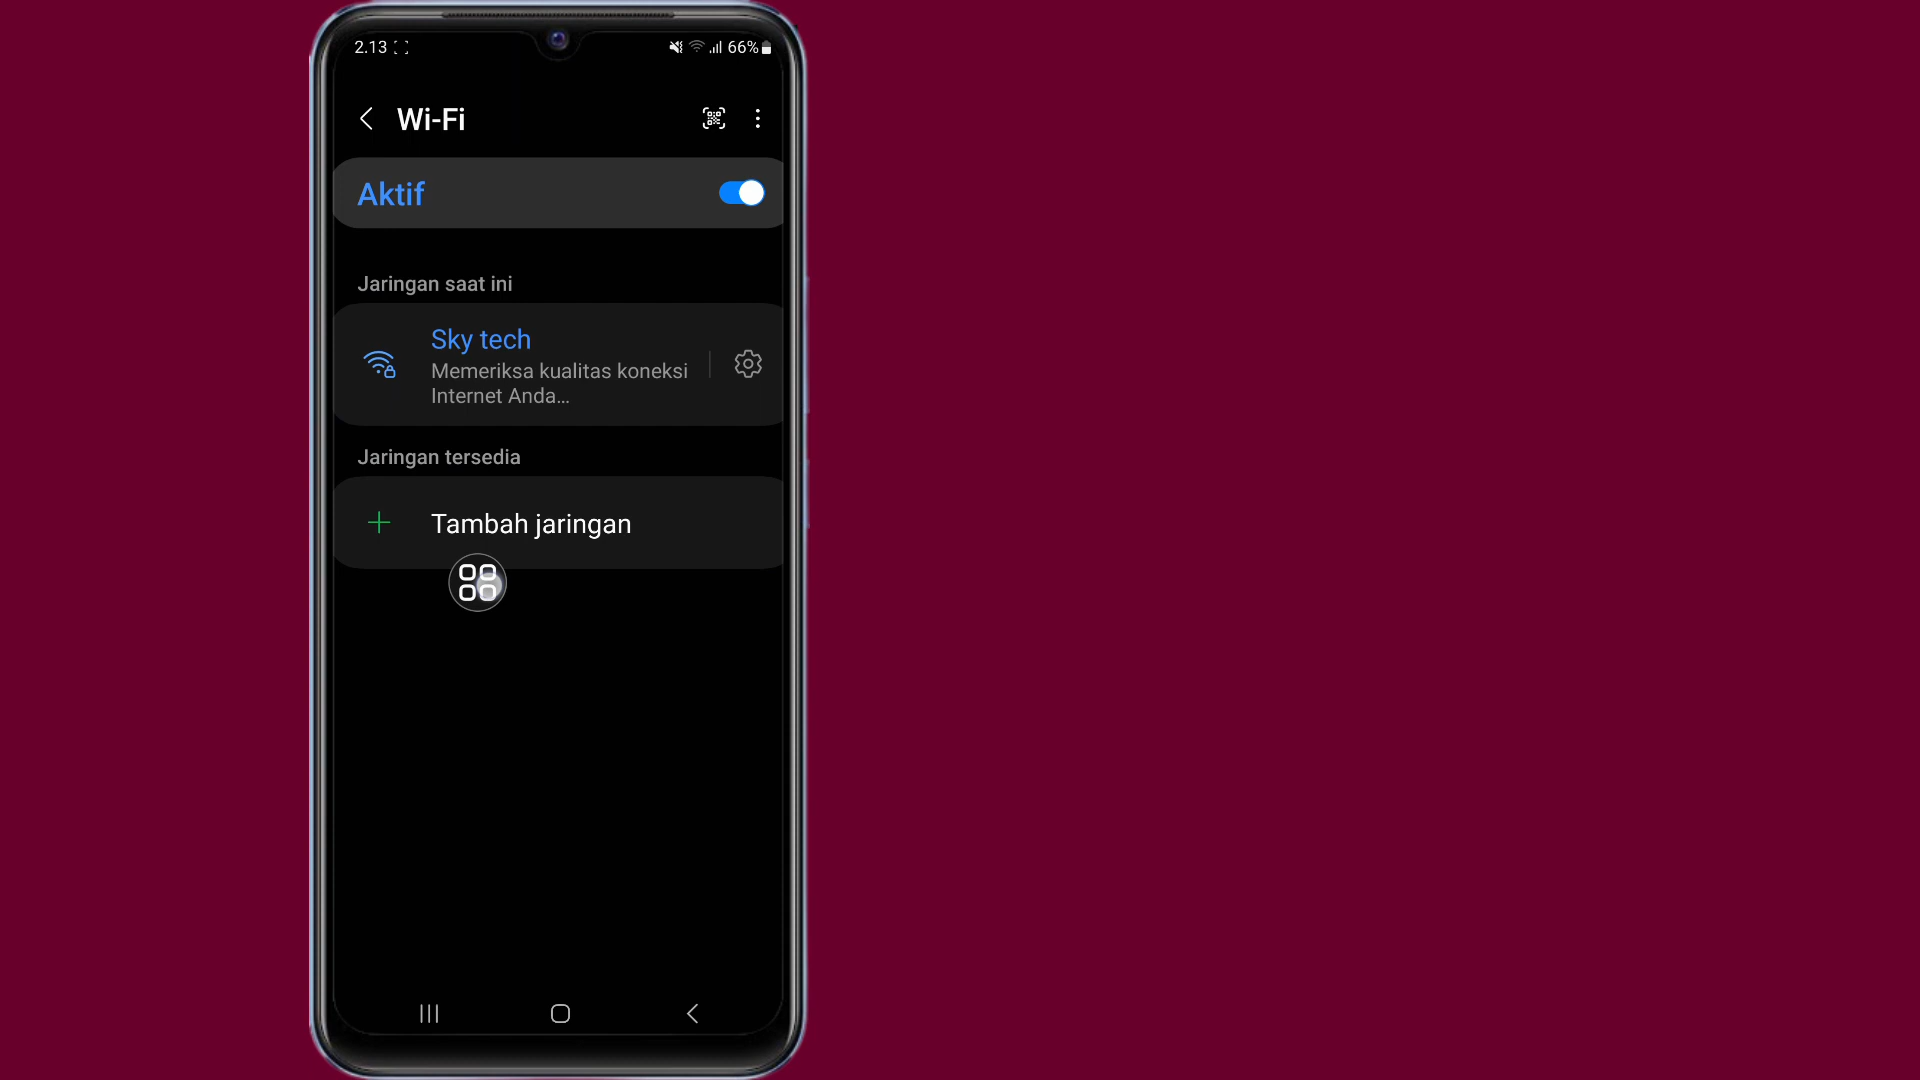 2.13
66%
Wi-Fi
Aktif
Jaringan saat ini
Sky tech
Memeriksa kualitas koneksi
Internet Anda...
Jaringan tersedia
Tambah jaringan